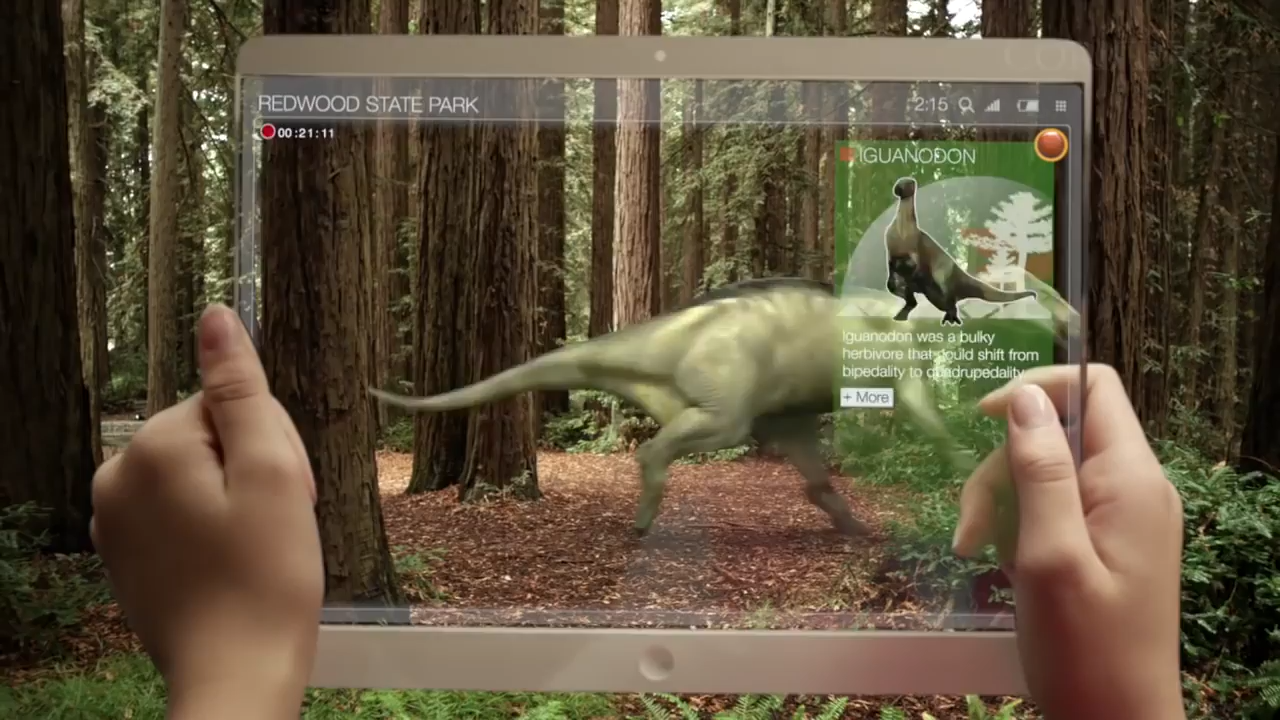 REDWOOD STATE PARK
2:15
00:21:11
IGUANODON
Iguanodon was a bulky
herbivore that could shift from
bipedality to quadrupedality
+ More